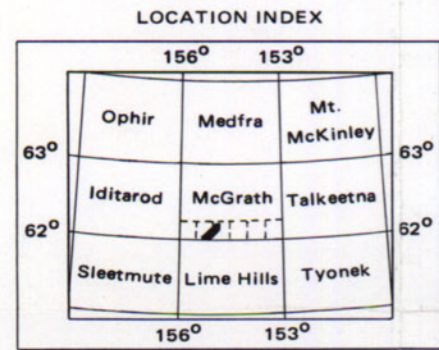 LOCATION INDEX
156° 153°
Ophir Medfra Mt. McKinley
63° 63°
Iditarod McGrath Talkeetna
62° 62°
Sleetmute Lime Hills Tyonek
156° 153°